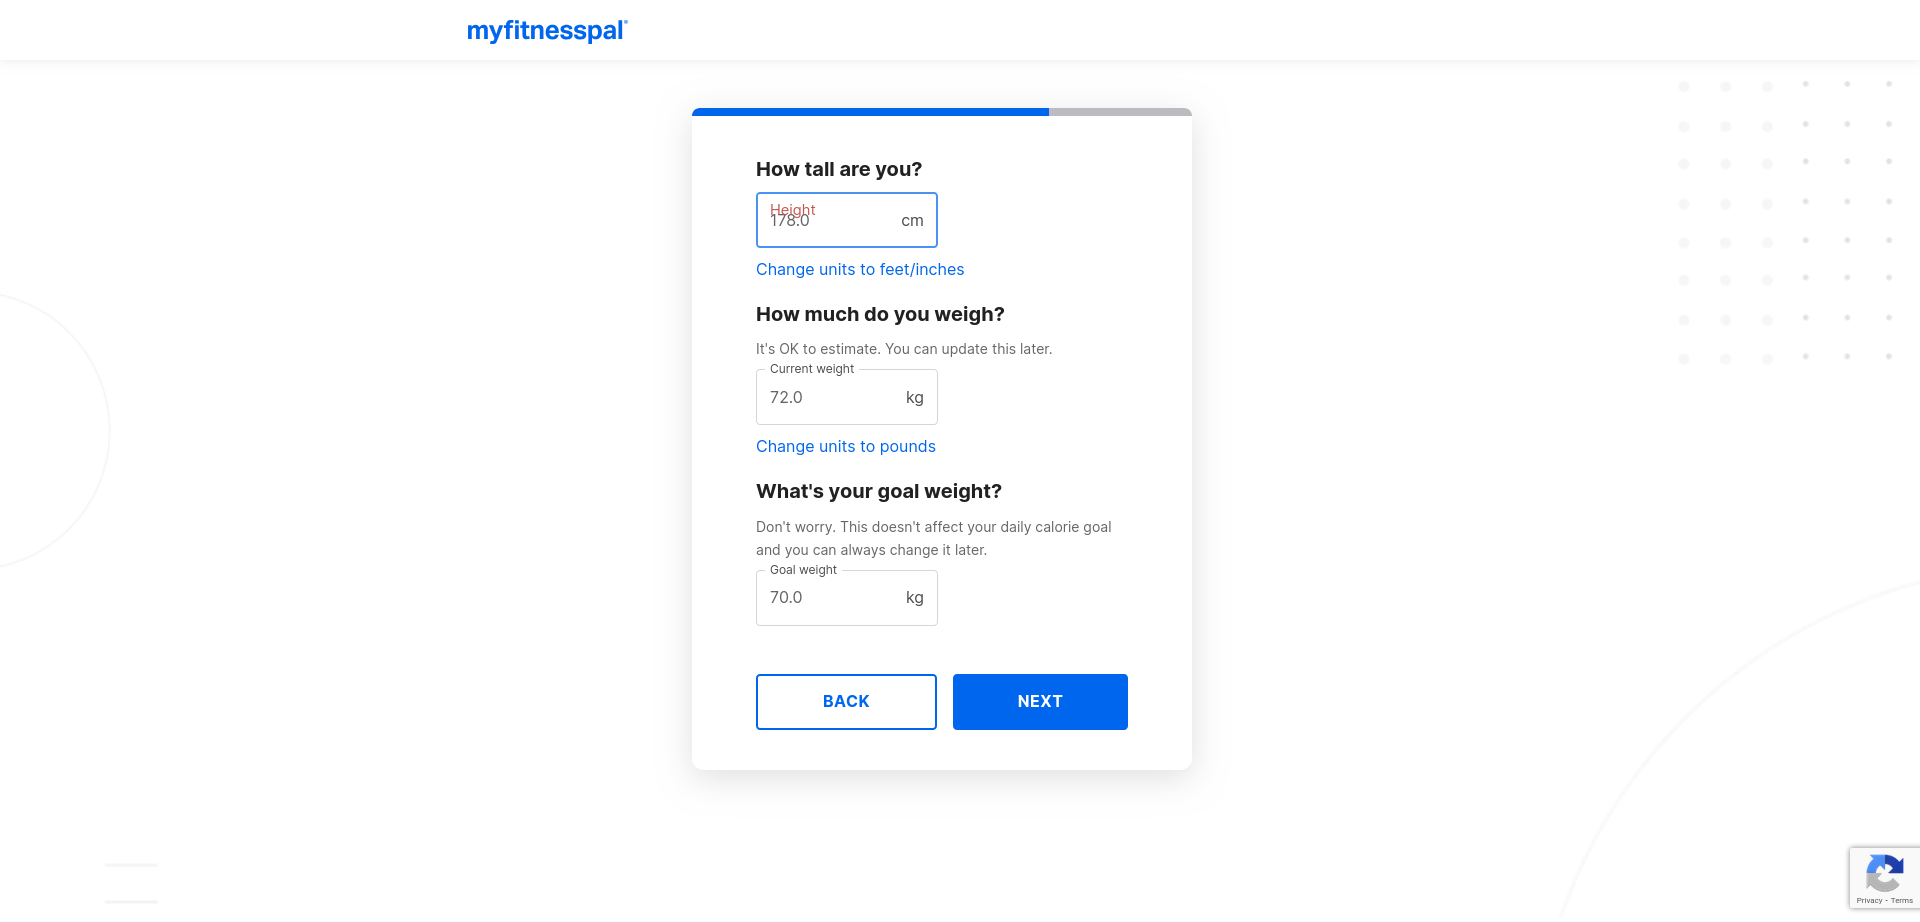 myfitnesspal
How tall are you?
Height
178.0 cm
Change units to feet/inches
How much do you weigh?
It's OK to estimate. You can update this later.
Current weight
72.0 kg
Change units to pounds
What's your goal weight?
Don't worry. This doesn't affect your daily calorie goal
and you can always change it later.
Goal weight
70.0 kg
BACK NEXT
Privacy - Terms